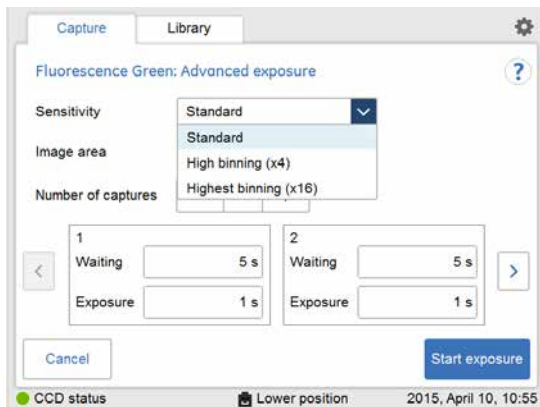 Capture Library
Fluorescence Green: Advanced exposure ?
Sensitivity Standard
Standard
Image area
High binning (x4)
Number of captures Highest binning (x16)
1 2
Waiting 5 s Waiting 5 s
< >
Exposure 1 s Exposure 1 s
Cancel Start exposure
CCD status Lower position 2015, April 10, 10:55